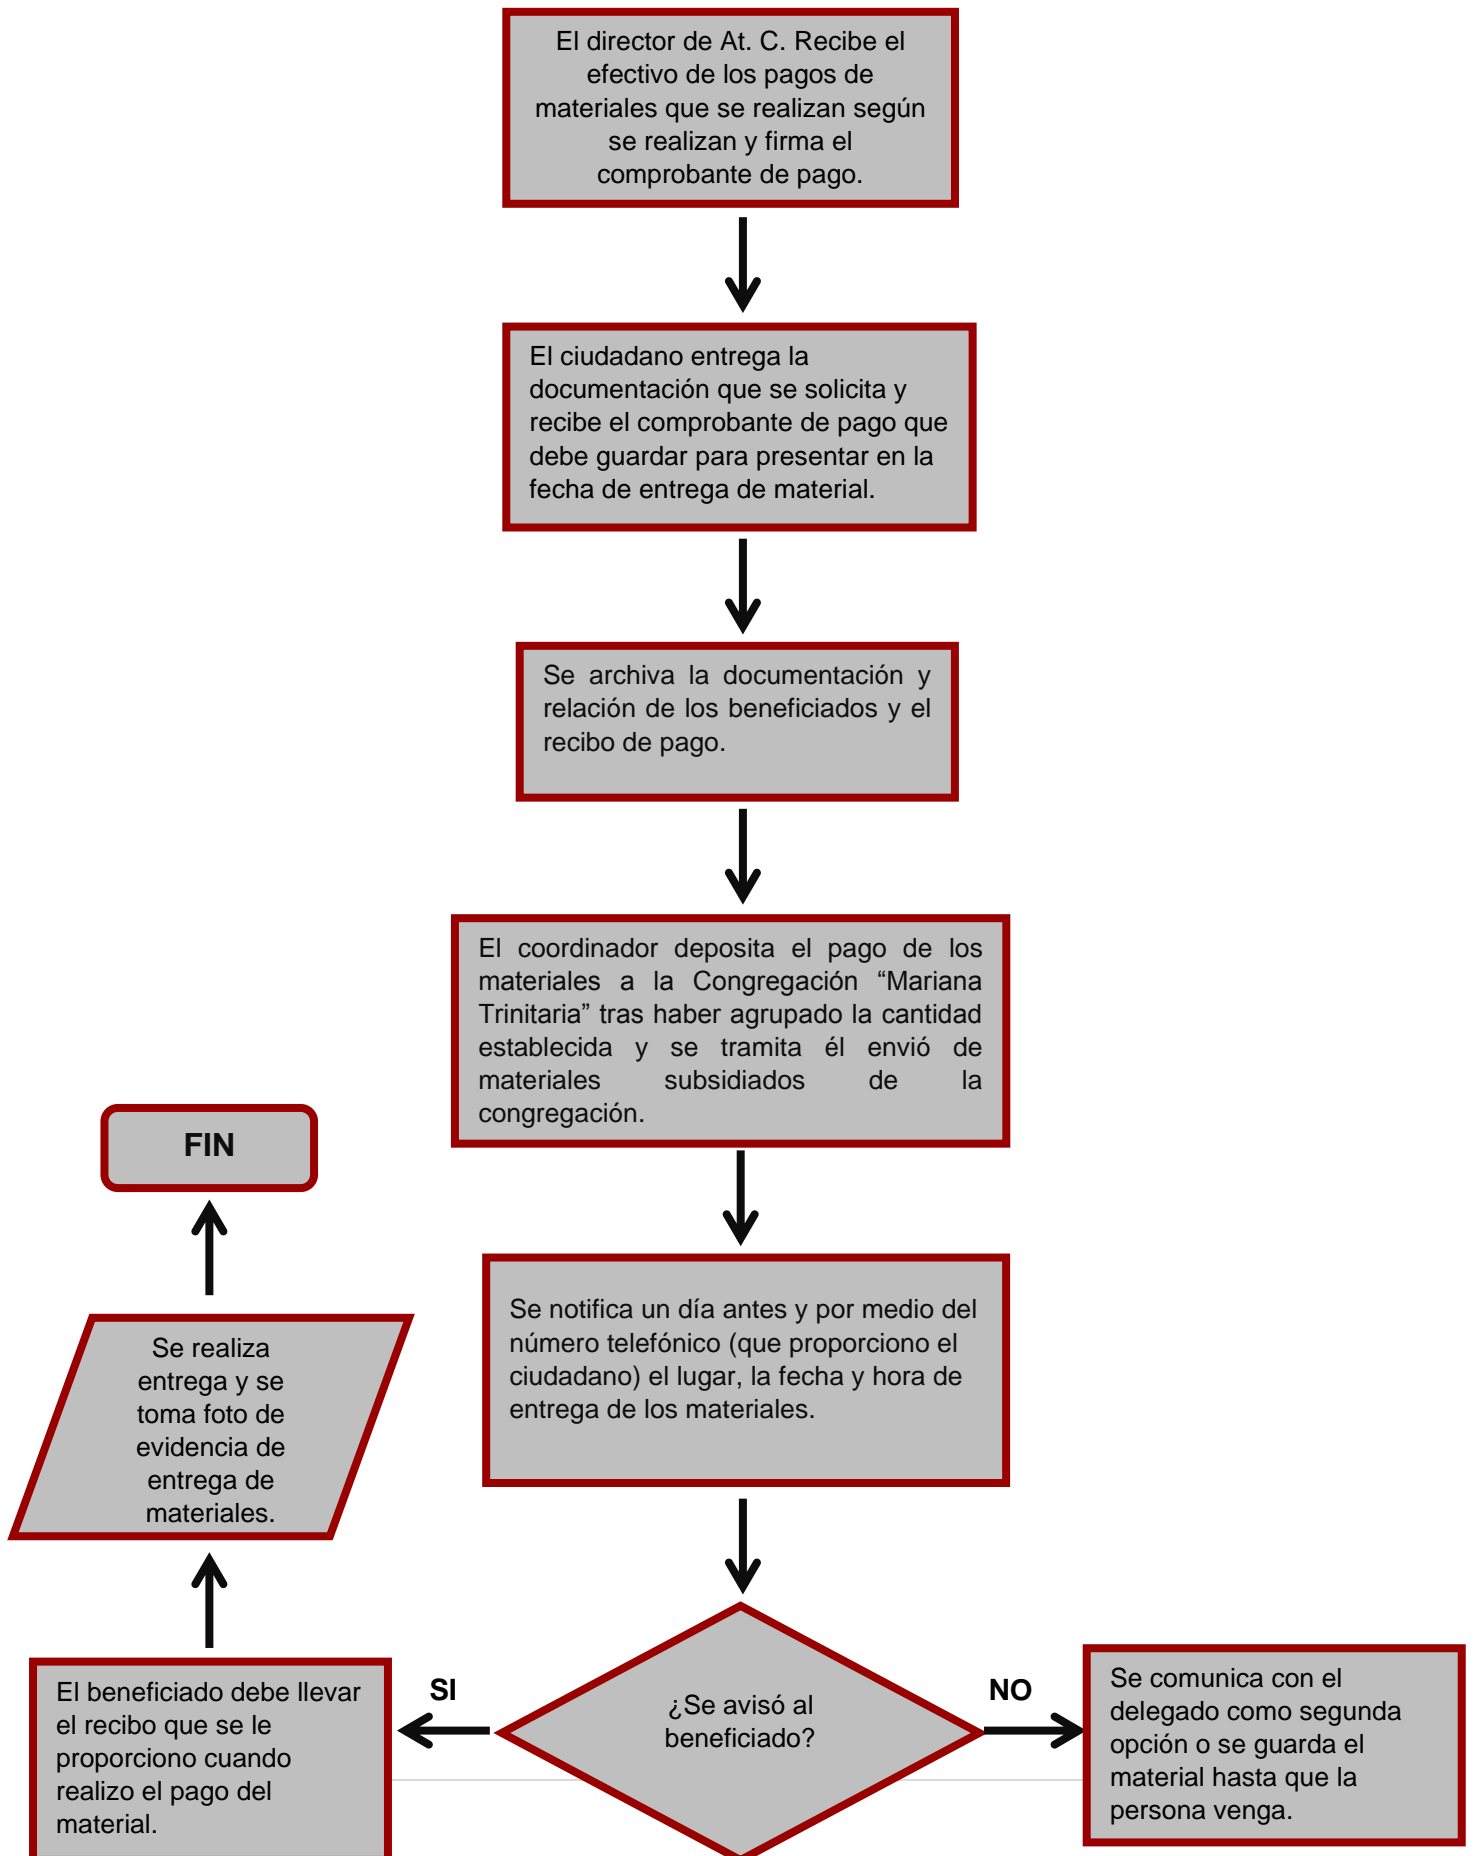 El director de At. C. Recibe el
efectivo de los pagos de
materiales que se realizan según
se realizan y firma el
comprobante de pago.
El ciudadano entrega la
documentación que se solicita y
recibe el comprobante de pago que
debe guardar para presentar en la
fecha de entrega de material.
Se archiva la documentación y
relación de los beneficiados y el
recibo de pago.
El coordinador deposita el pago de los
materiales a la Congregación “Mariana
Trinitaria” tras haber agrupado la cantidad
establecida y se tramita él envió de
materiales subsidiados de la
congregación.
Se notifica un día antes y por medio del
número telefónico (que proporciono el
ciudadano) el lugar, la fecha y hora de
entrega de los materiales.
¿Se avisó al
beneficiado?
NO
Se comunica con el
delegado como segunda
opción o se guarda el
material hasta que la
persona venga.
SI
El beneficiado debe llevar
el recibo que se le
proporciono cuando
realizo el pago del
material.
Se realiza
entrega y se
toma foto de
evidencia de
entrega de
materiales.
FIN